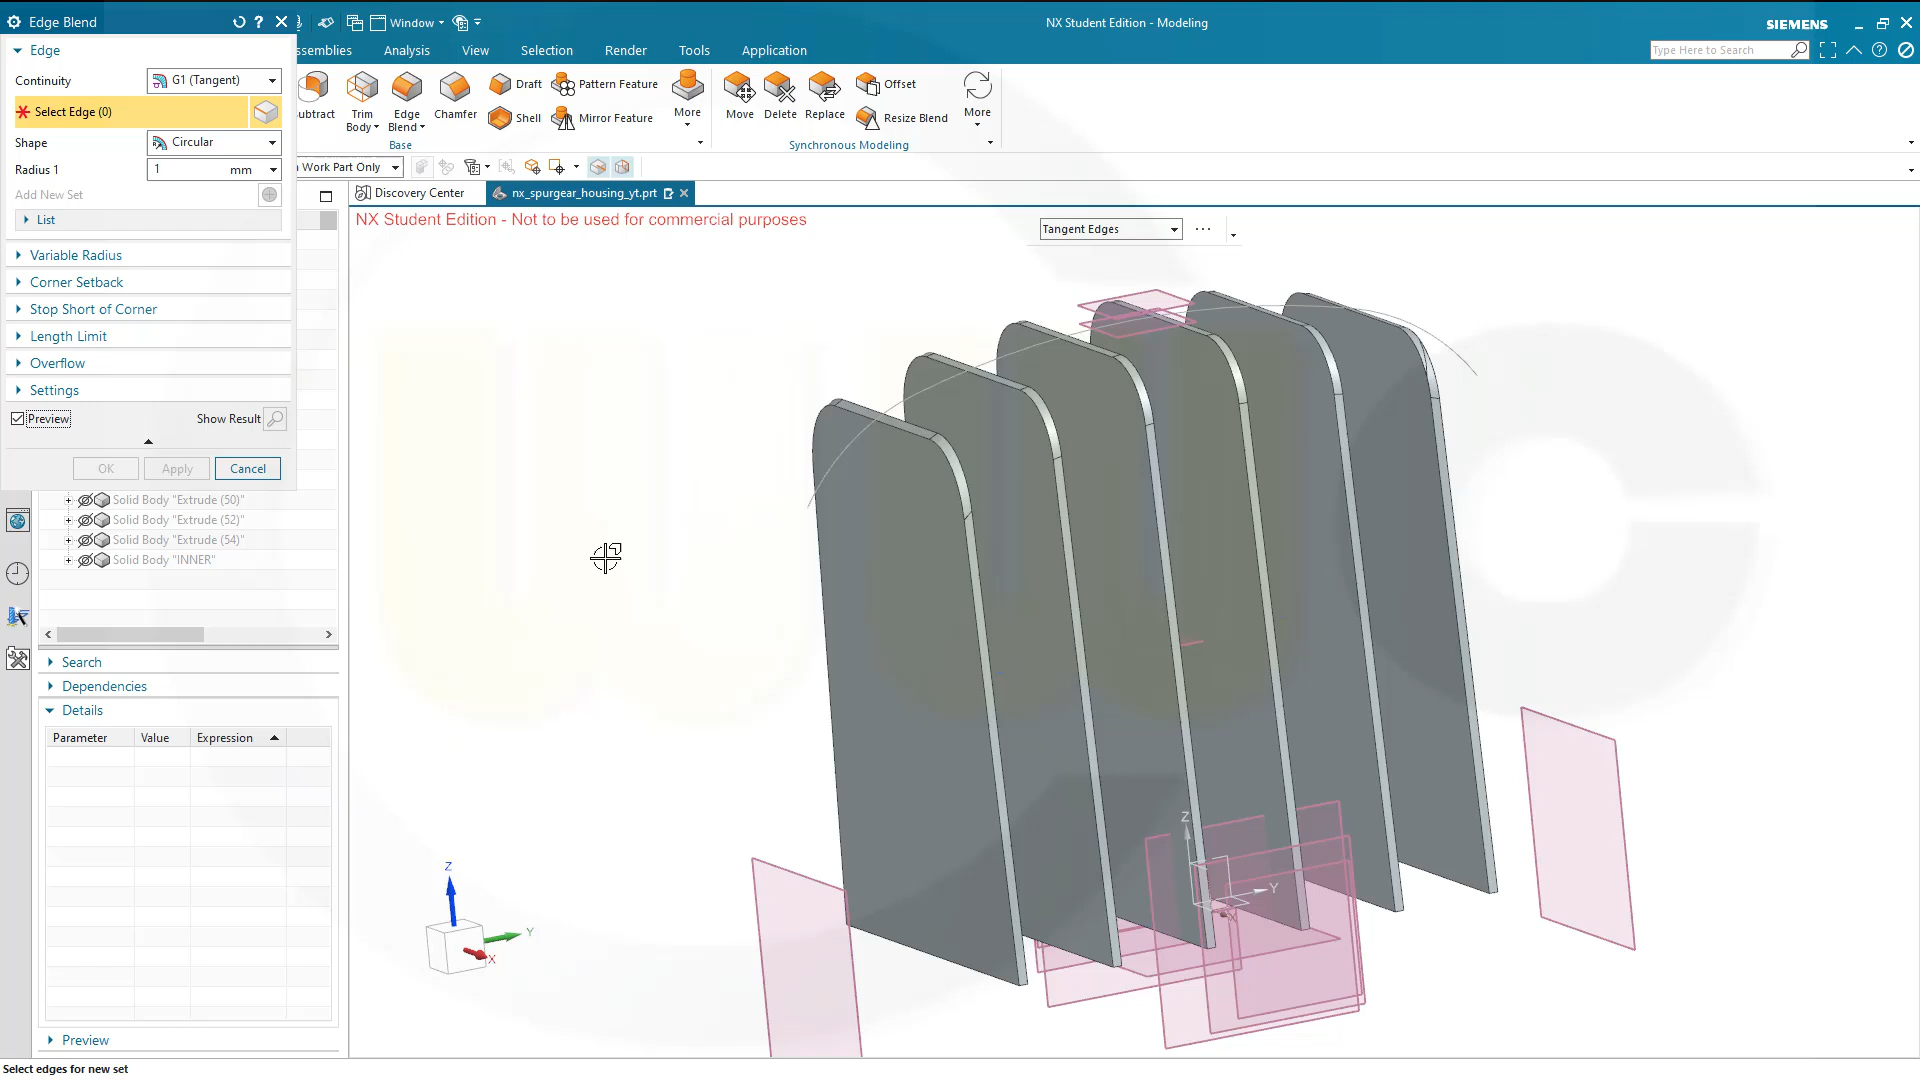 Edge Blend
Window
NX Student Edition - Modeling
SIEMENS
Edge
ssemblies
Analysis
View
Selection
Render
Tools
Application
Type Here to Search
Continuity
G1 (Tangent)
Select Edge (0)
Shape
Circular
Radius 1
1
mm
Add New Set
List
Variable Radius
Corner Setback
Stop Short of Corner
Length Limit
Overflow
Settings
Preview
Show Result
OK
Apply
Cancel
ubtract
Trim Body
Edge Blend
Chamfer
Draft
Shell
Pattern Feature
Mirror Feature
More
Base
Move
Delete
Replace
Offset
Resize Blend
More
Synchronous Modeling
Work Part Only
Discovery Center
nx_spurgear_housing_yt.prt
NX Student Edition - Not to be used for commercial purposes
Tangent Edges
Solid Body "Extrude (50)"
Solid Body "Extrude (52)"
Solid Body "Extrude (54)"
Solid Body "INNER"
Search
Dependencies
Details
Parameter
Value
Expression
Preview
Z
Y
X
Z
Y
X
Select edges for new set